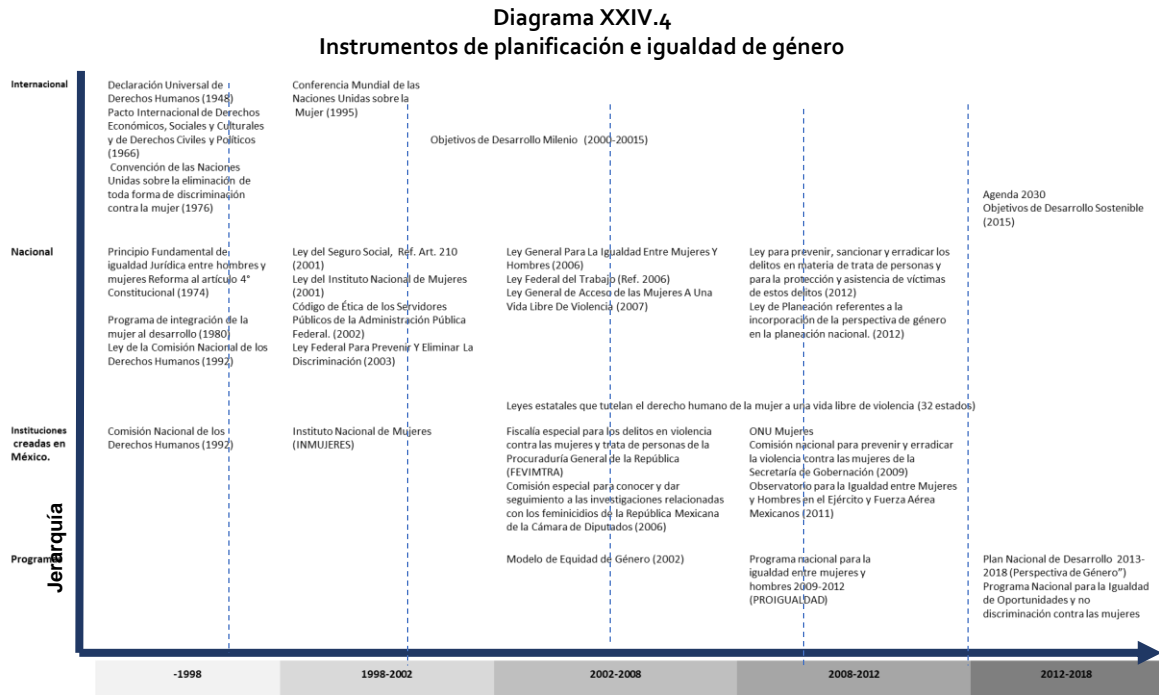 Diagrama XXIV.4
Instrumentos de planificación e igualdad de género
Internacional
Declaración Universal de
Derechos Humanos (1948)
Pacto Internacional de Derechos
Económicos, Sociales y Culturales
y de Derechos Civiles y Políticos
(1966)
Convención de las Naciones
Unidas sobre la eliminación de
toda forma de discriminación
contra la mujer (1976)
Conferencia Mundial de las
Naciones Unidas sobre la
Mujer (1995)
Objetivos de Desarrollo Milenio (2000-20015)
Agenda 2030
Objetivos de Desarrollo Sostenible
(2015)
Nacional
Principio Fundamental de
igualdad Jurídica entre hombres y
mujeres Reforma al artículo 4°
Constitucional (1974)
Programa de integración de la
mujer al desarrollo (1980)
Ley de la Comisión Nacional de los
Derechos Humanos (1992)
Ley del Seguro Social, Ref. Art. 210
(2001)
Ley del Instituto Nacional de Mujeres
(2001)
Código de Ética de los Servidores
Públicos de la Administración Pública
Federal. (2002)
Ley Federal Para Prevenir Y Eliminar La
Discriminación (2003)
Ley General Para La Igualdad Entre Mujeres Y
Hombres (2006)
Ley Federal del Trabajo (Ref. 2006)
Ley General de Acceso de las Mujeres A Una
Vida Libre De Violencia (2007)
Ley para prevenir, sancionar y erradicar los
delitos en materia de trata de personas y
para la protección y asistencia de víctimas
de estos delitos (2012)
Ley de Planeación referentes a la
incorporación de la perspectiva de género
en la planeación nacional. (2012)
Leyes estatales que tutelan el derecho humano de la mujer a una vida libre de violencia (32 estados)
Instituciones
creadas en
México.
Comisión Nacional de los
Derechos Humanos (1992)
Instituto Nacional de Mujeres
(INMUJERES)
Fiscalía especial para los delitos en violencia
contra las mujeres y trata de personas de la
Procuraduría General de la República
(FEVIMTRA)
Comisión especial para conocer y dar
seguimiento a las investigaciones relacionadas
con los feminicidios de la República Mexicana
de la Cámara de Diputados (2006)
ONU Mujeres
Comisión nacional para prevenir y erradicar
la violencia contra las mujeres de la
Secretaría de Gobernación (2009)
Observatorio para la Igualdad entre Mujeres
y Hombres en el Ejército y Fuerza Aérea
Mexicanos (2011)
Jerarquía
Programas
Modelo de Equidad de Género (2002)
Programa nacional para la
igualdad entre mujeres y
hombres 2009-2012
(PROIGUALDAD)
Plan Nacional de Desarrollo 2013-
2018 (Perspectiva de Género")
Programa Nacional para la Igualdad
de Oportunidades y no
discriminación contra las mujeres
-1998
1998-2002
2002-2008
2008-2012
2012-2018